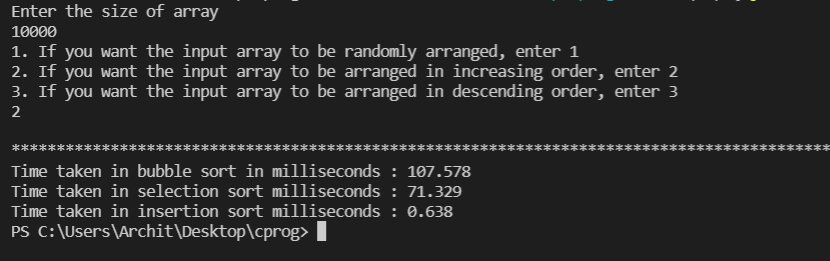 Enter the size of array
10000
1. If you want the input array to be randomly arranged, enter 1
2. If you want the input array to be arranged in increasing order, enter 2
3. If you want the input array to be arranged in descending order, enter 3
2
********************************************************************************************
Time taken in bubble sort in milliseconds : 107.578
Time taken in selection sort milliseconds : 71.329
Time taken in insertion sort milliseconds : 0.638
PS C:\Users\Archit\Desktop\cprog>